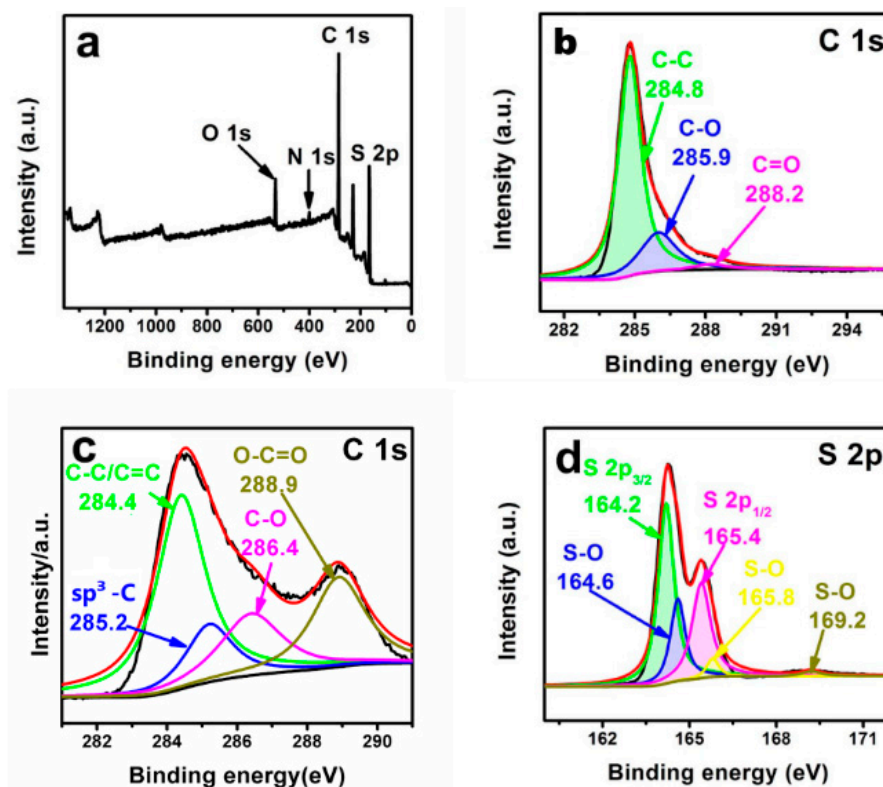 a
C 1s
O 1s
N 1s
S 2p
Intensity (a.u.)
1200 1000 800 600 400 200 0
Binding energy (eV)
b
C 1s
C-C
284.8
C-O
285.9
C=O
288.2
Intensity (a.u.)
282 285 288 291 294
Binding energy (eV)
c
C 1s
C-C/C=C
284.4
O-C=O
288.9
C-O
286.4
sp³ -C
285.2
Intensity/a.u.
282 284 286 288 290
Binding energy(eV)
d
S 2p
S 2p₃/₂
164.2
S 2p₁/₂
165.4
S-O
164.6
S-O
165.8
S-O
169.2
Intensity (a.u.)
162 165 168 171
Binding energy (eV)